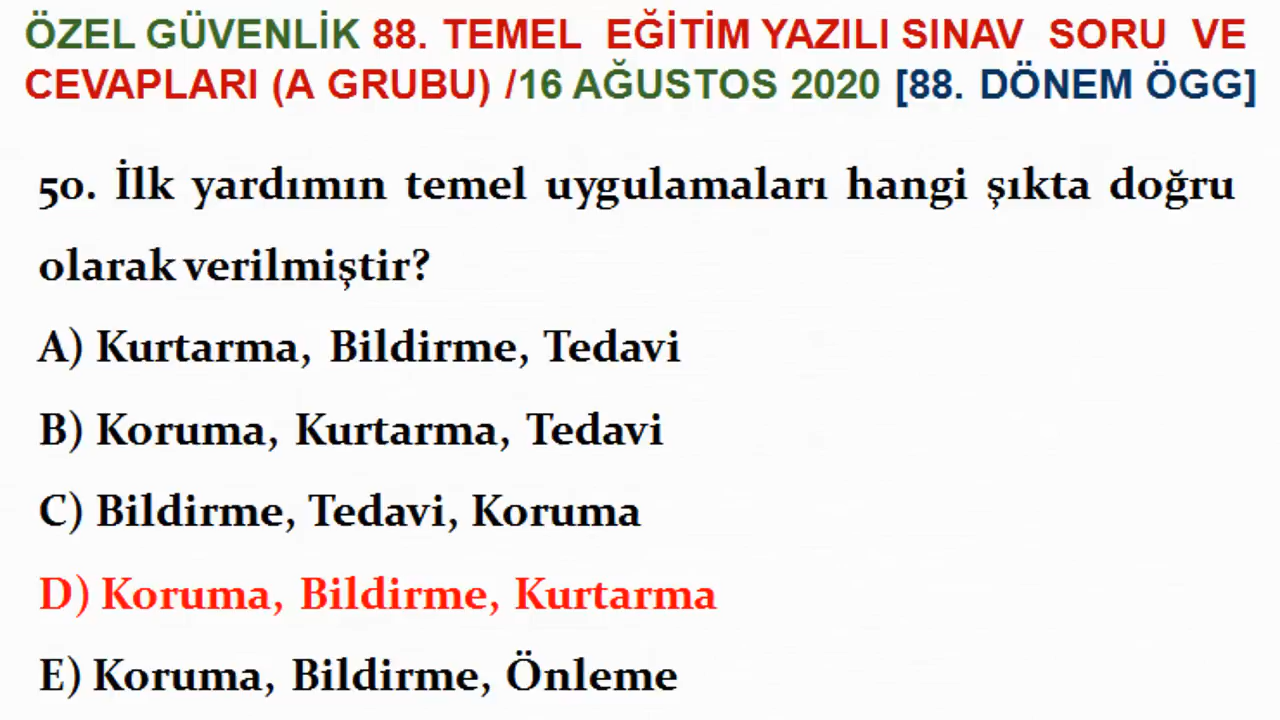 ÖZEL GÜVENLİK 88. TEMEL EĞİTİM YAZILI SINAV SORU VE
CEVAPLARI (A GRUBU) /16 AĞUSTOS 2020 [88. DÖNEM ÖGG]
50. İlk yardımın temel uygulamaları hangi şıkta doğru
olarak verilmiştir?
A) Kurtarma, Bildirme, Tedavi
B) Koruma, Kurtarma, Tedavi
C) Bildirme, Tedavi, Koruma
D) Koruma, Bildirme, Kurtarma
E) Koruma, Bildirme, Önleme